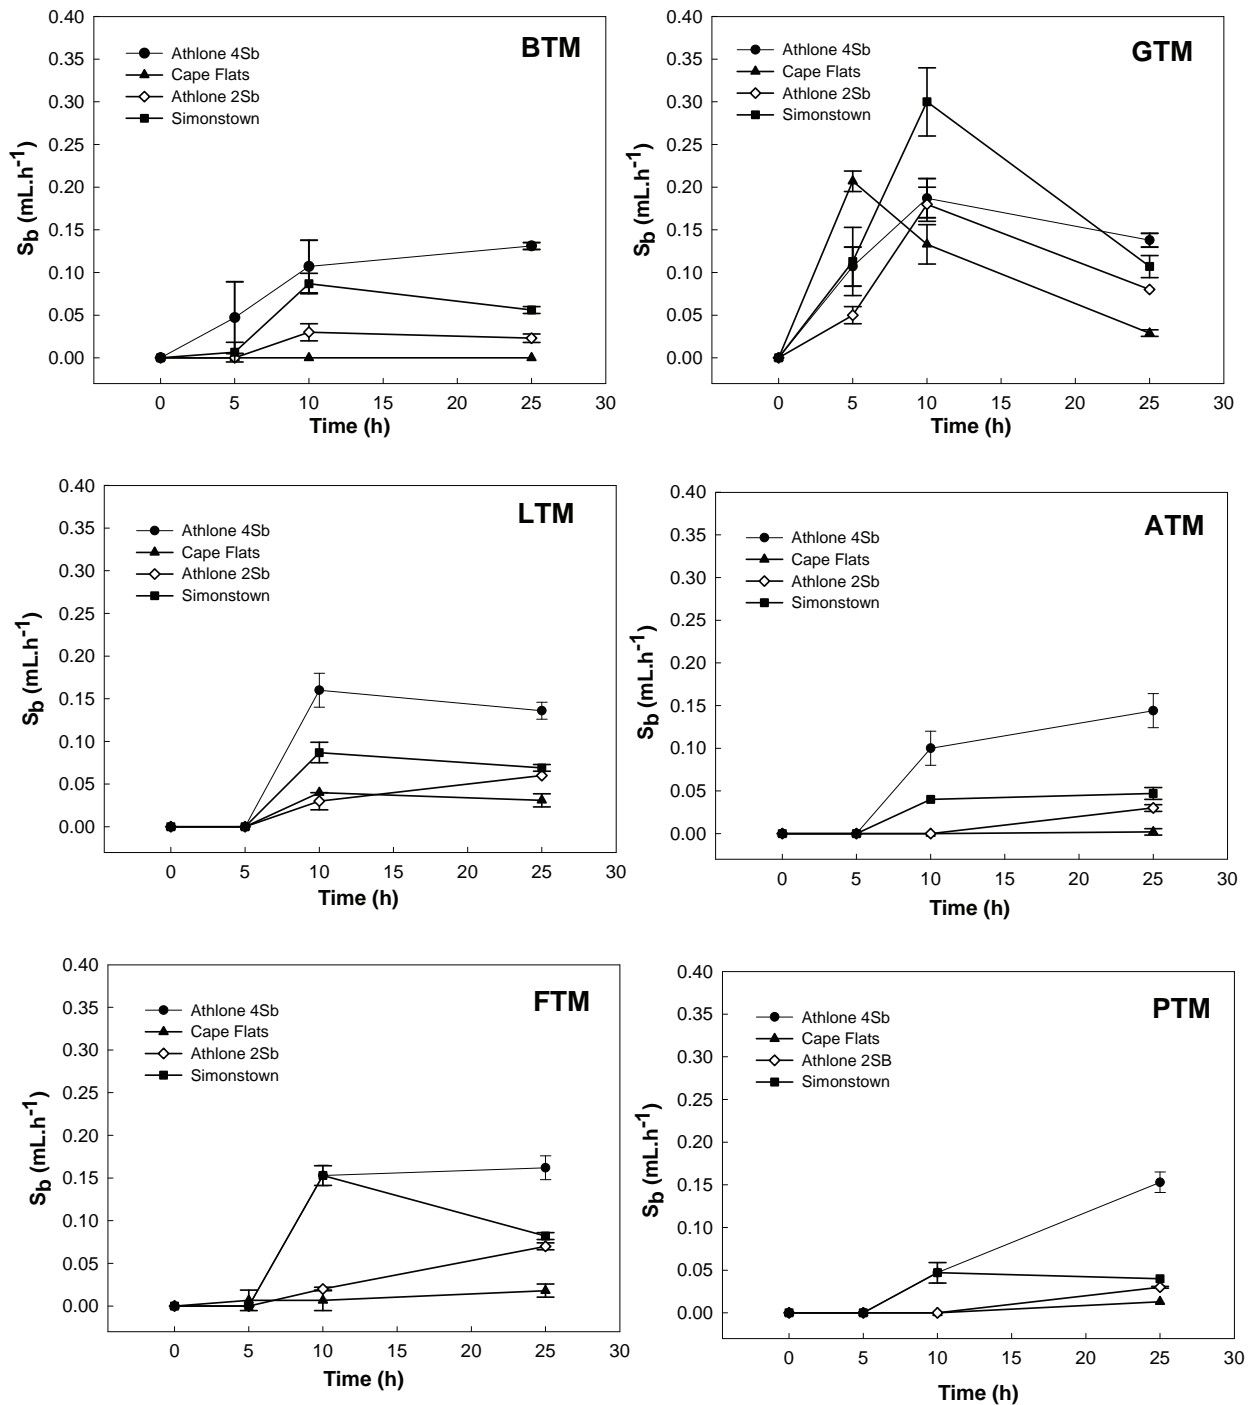 BTM
Athlone 4Sb
Cape Flats
Athlone 2Sb
Simonstown
0.40
0.35
0.30
0.25
0.20
0.15
0.10
0.05
0.00
S_b (mL.h⁻¹)
0 5 10 15 20 25 30
Time (h)
GTM
Athlone 4Sb
Cape Flats
Athlone 2Sb
Simonstown
0.40
0.35
0.30
0.25
0.20
0.15
0.10
0.05
0.00
S_b (mL.h⁻¹)
0 5 10 15 20 25 30
Time (h)
LTM
Athlone 4Sb
Cape Flats
Athlone 2Sb
Simonstown
0.40
0.35
0.30
0.25
0.20
0.15
0.10
0.05
0.00
S_b (mL.h⁻¹)
0 5 10 15 20 25 30
Time (h)
ATM
Athlone 4Sb
Cape Flats
Athlone 2Sb
Simonstown
0.40
0.35
0.30
0.25
0.20
0.15
0.10
0.05
0.00
S_b (mL.h⁻¹)
0 5 10 15 20 25 30
Time (h)
FTM
Athlone 4Sb
Cape Flats
Athlone 2Sb
Simonstown
0.40
0.35
0.30
0.25
0.20
0.15
0.10
0.05
0.00
S_b (mL.h⁻¹)
0 5 10 15 20 25 30
Time (h)
PTM
Athlone 4Sb
Cape Flats
Athlone 2SB
Simonstown
0.40
0.35
0.30
0.25
0.20
0.15
0.10
0.05
0.00
S_b (mL.h⁻¹)
0 5 10 15 20 25 30
Time (h)